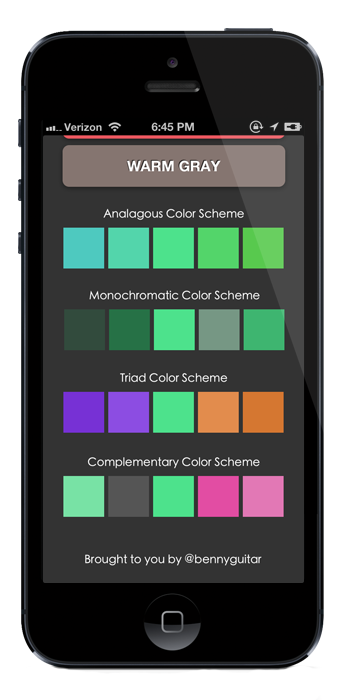 Verizon 6:45 PM
WARM GRAY
Analagous Color Scheme
Monochromatic Color Scheme
Triad Color Scheme
Complementary Color Scheme
Brought to you by @bennyguitar